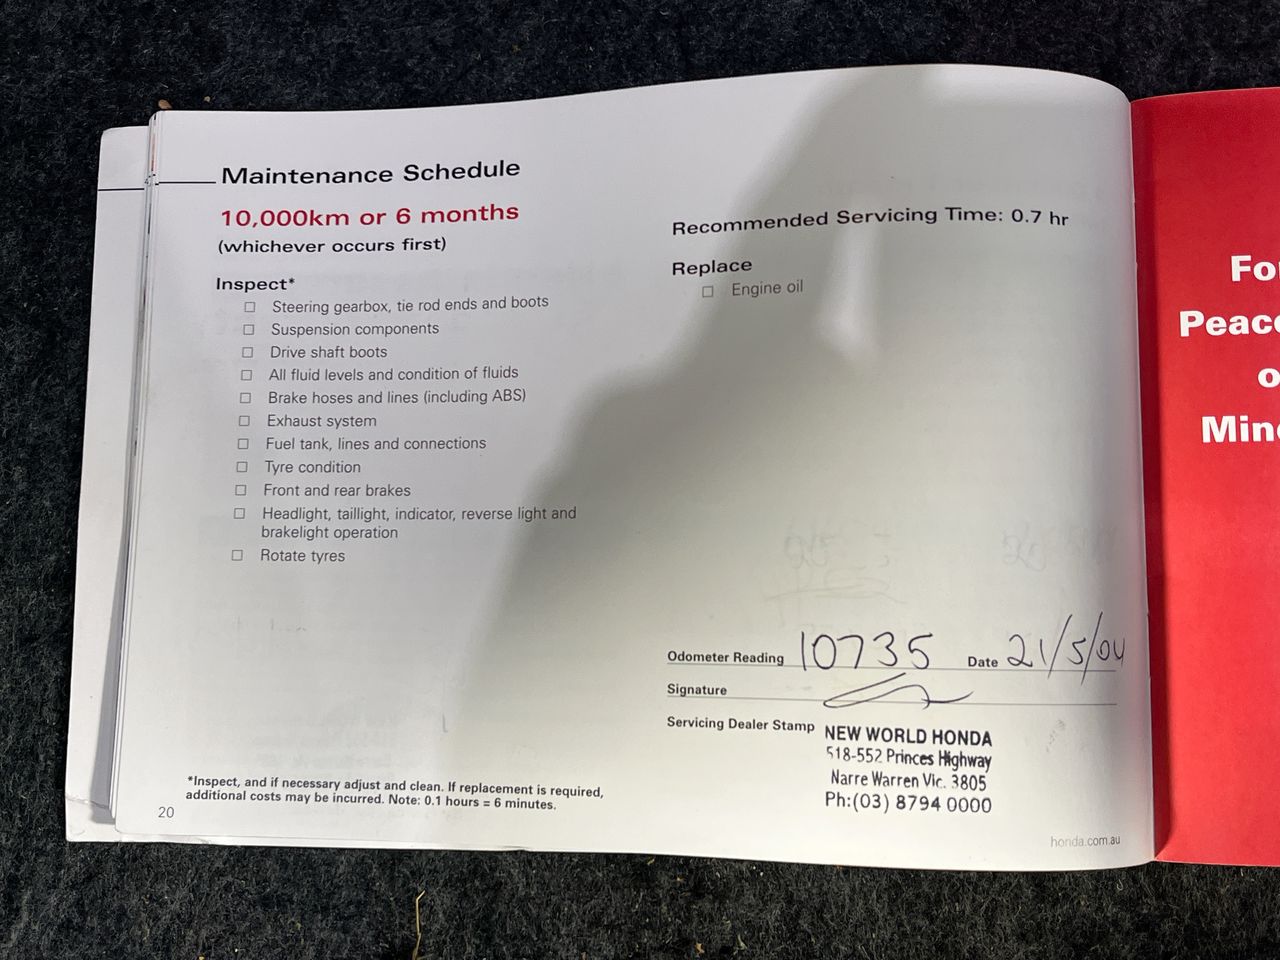 Maintenance Schedule
10,000km or 6 months
(whichever occurs first)
Inspect*
Steering gearbox, tie rod ends and boots
Suspension components
Drive shaft boots
All fluid levels and condition of fluids
Brake hoses and lines (including ABS)
Exhaust system
Fuel tank, lines and connections
Tyre condition
Front and rear brakes
Headlight, taillight, indicator, reverse light and
brakelight operation
Rotate tyres
*Inspect, and if necessary adjust and clean. If replacement is required,
additional costs may be incurred. Note: 0.1 hours = 6 minutes.
20
Recommended Servicing Time: 0.7 hr
Replace
Engine oil
Odometer Reading 10735 Date 21/5/04
Signature
Servicing Dealer Stamp
NEW WORLD HONDA
518-552 Princes Highway
Narre Warren Vic. 3805
Ph:(03) 8794 0000
honda.com.au
Peace